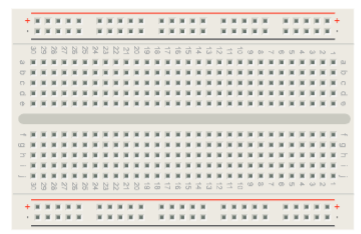 + +
- -
30 29 28 27 26 25 24 23 22 21 20 19 18 17 16 15 14 13 12 11 10 9 8 7 6 5 4 3 2 1
a a
b b
c c
d d
e e
f f
g g
h h
i i
j j
30 29 28 27 26 25 24 23 22 21 20 19 18 17 16 15 14 13 12 11 10 9 8 7 6 5 4 3 2 1
+ +
- -